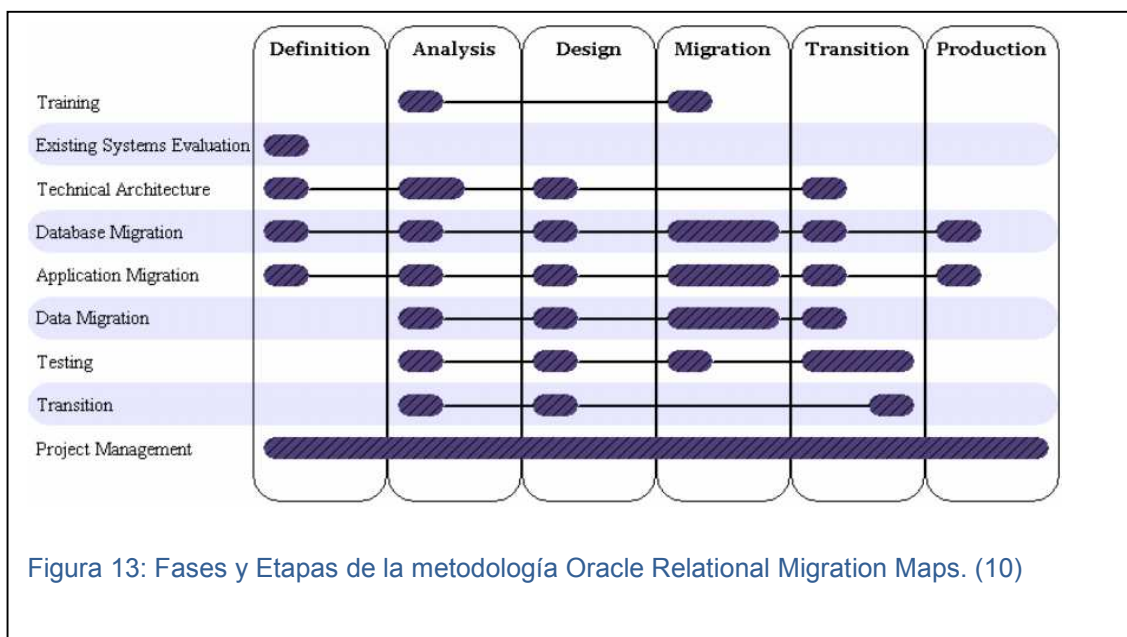 Definition Analysis Design Migration Transition Production
Training
Existing Systems Evaluation
Technical Architecture
Database Migration
Application Migration
Data Migration
Testing
Transition
Project Management
Figura 13: Fases y Etapas de la metodología Oracle Relational Migration Maps. (10)